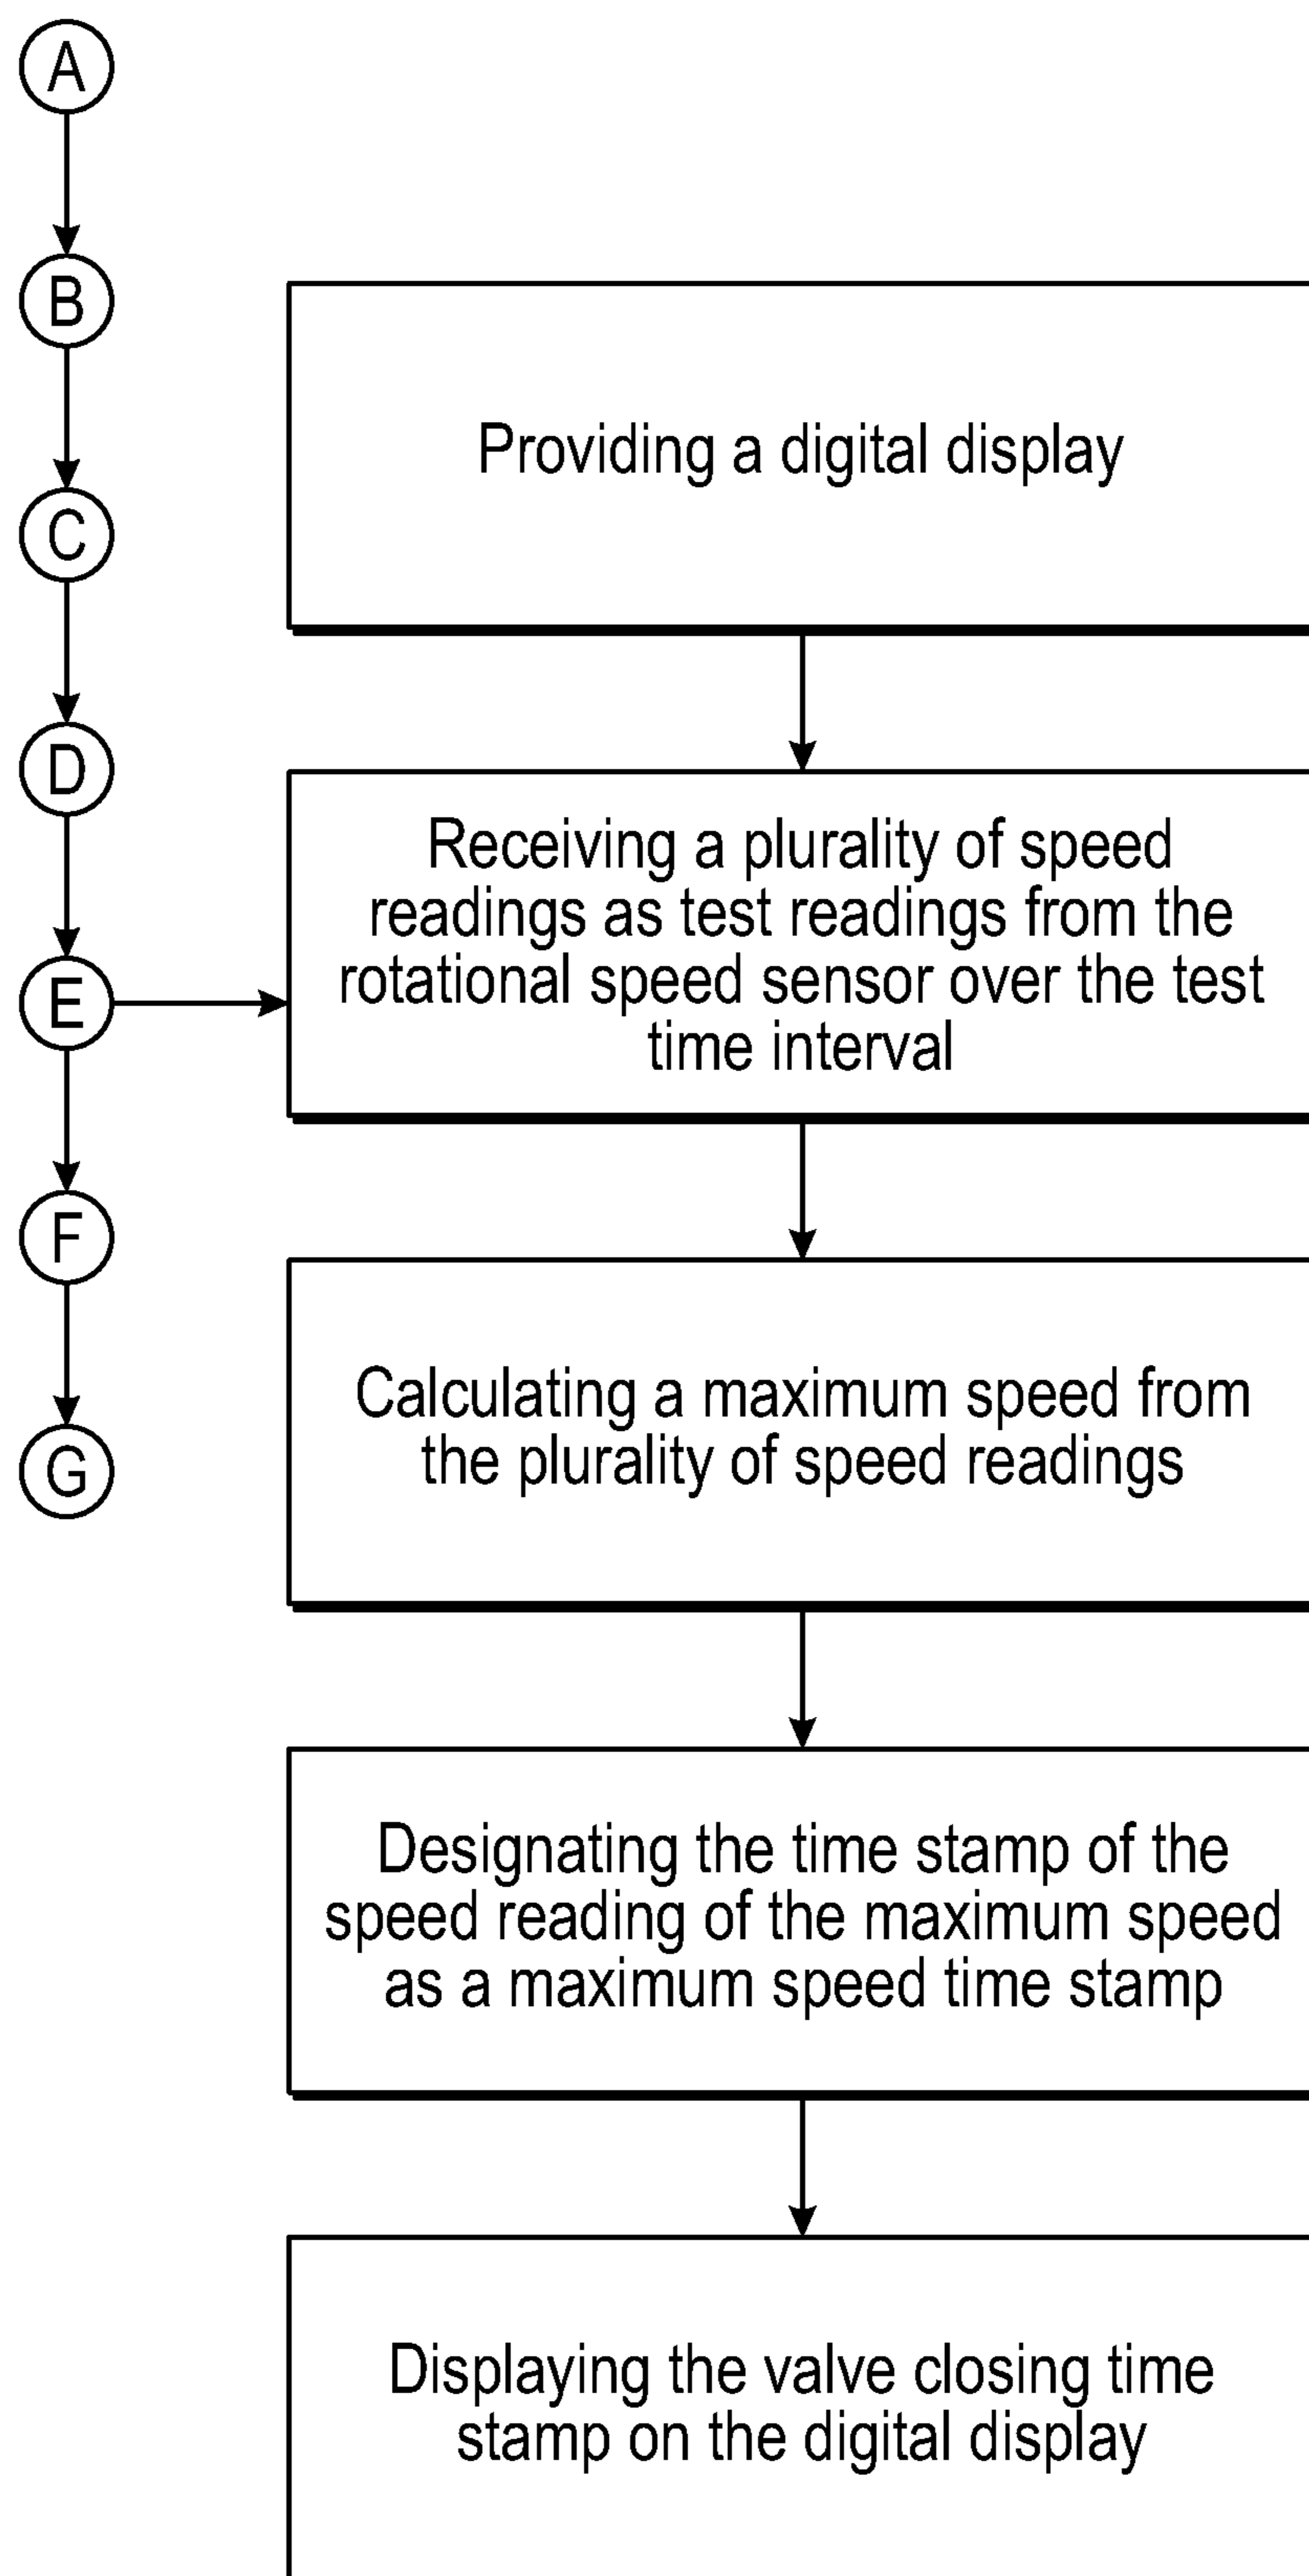 A
B
C
D
E
F
G
Providing a digital display
Receiving a plurality of speed
readings as test readings from the
rotational speed sensor over the test
time interval
Calculating a maximum speed from
the plurality of speed readings
Designating the time stamp of the
speed reading of the maximum speed
as a maximum speed time stamp
Displaying the valve closing time
stamp on the digital display